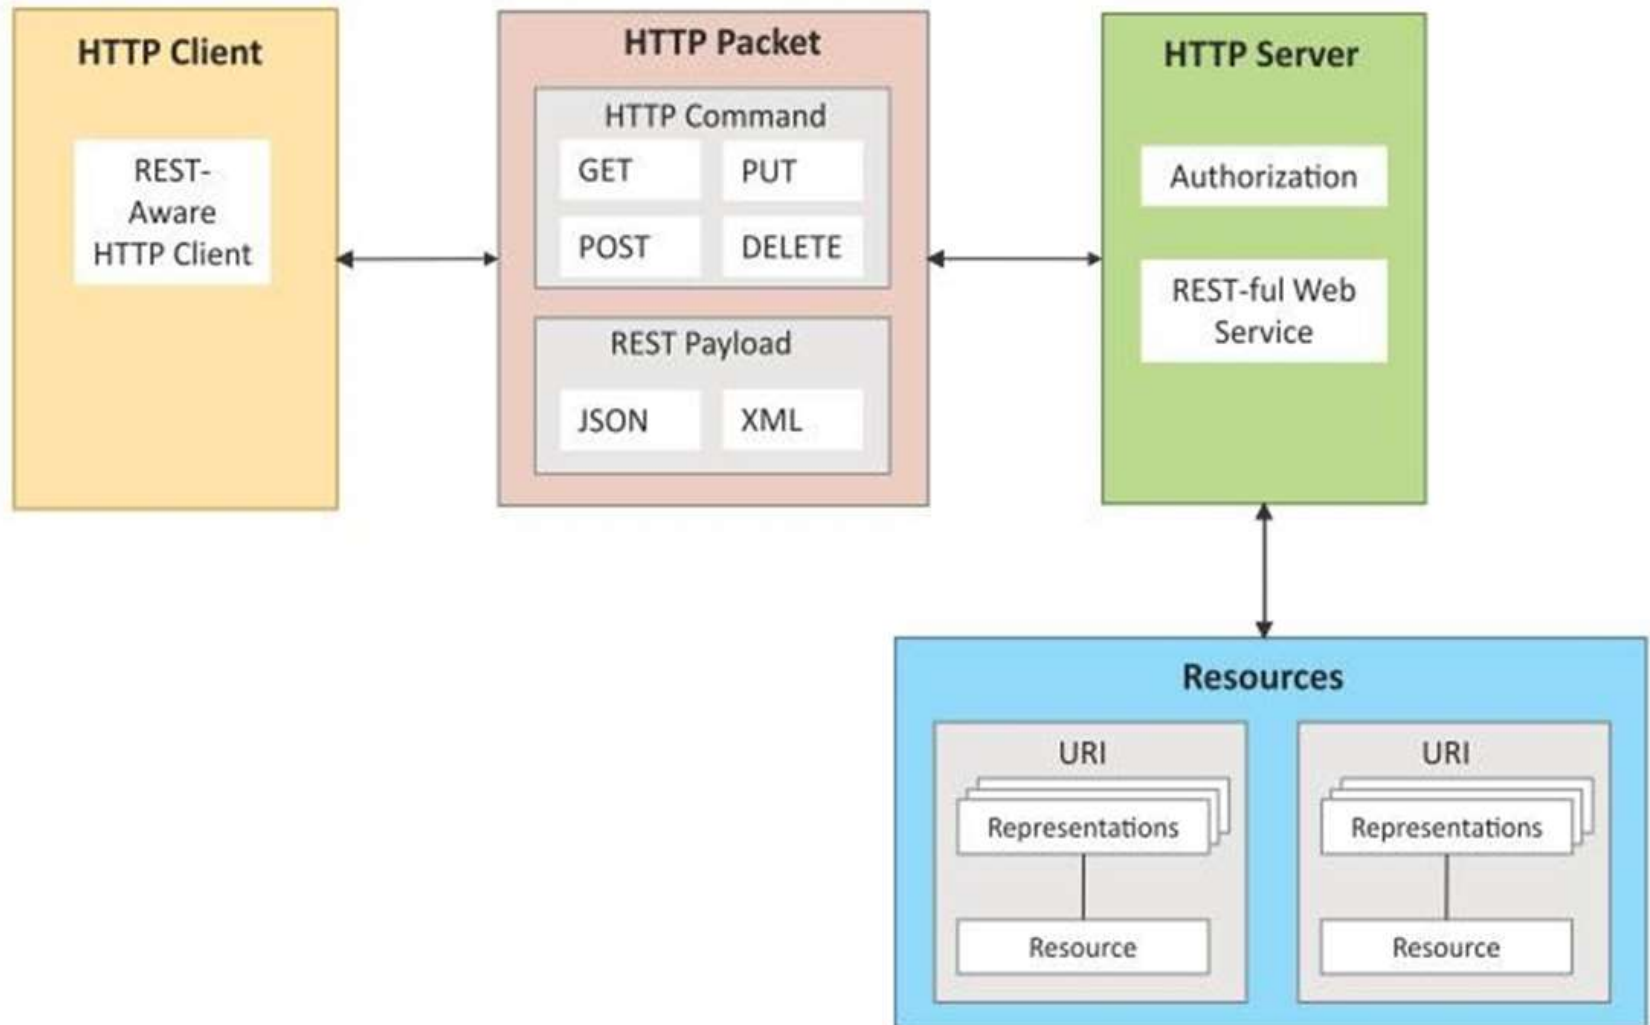 HTTP Client
REST-
Aware
HTTP Client
HTTP Packet
HTTP Command
GET
PUT
POST
DELETE
REST Payload
JSON
XML
HTTP Server
Authorization
REST-ful Web
Service
Resources
URI
Representations
Resource
URI
Representations
Resource